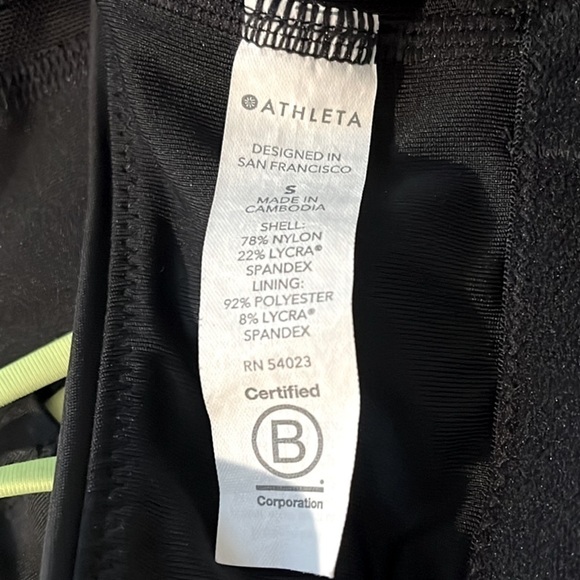 ATHLETA
DESIGNED IN
SAN FRANCISCO
S
MADE IN
CAMBODIA
SHELL:
78% NYLON
22% LYCRA®
SPANDEX
LINING:
92% POLYESTER
8% LYCRA®
SPANDEX
RN 54023
Certified
B
Corporation